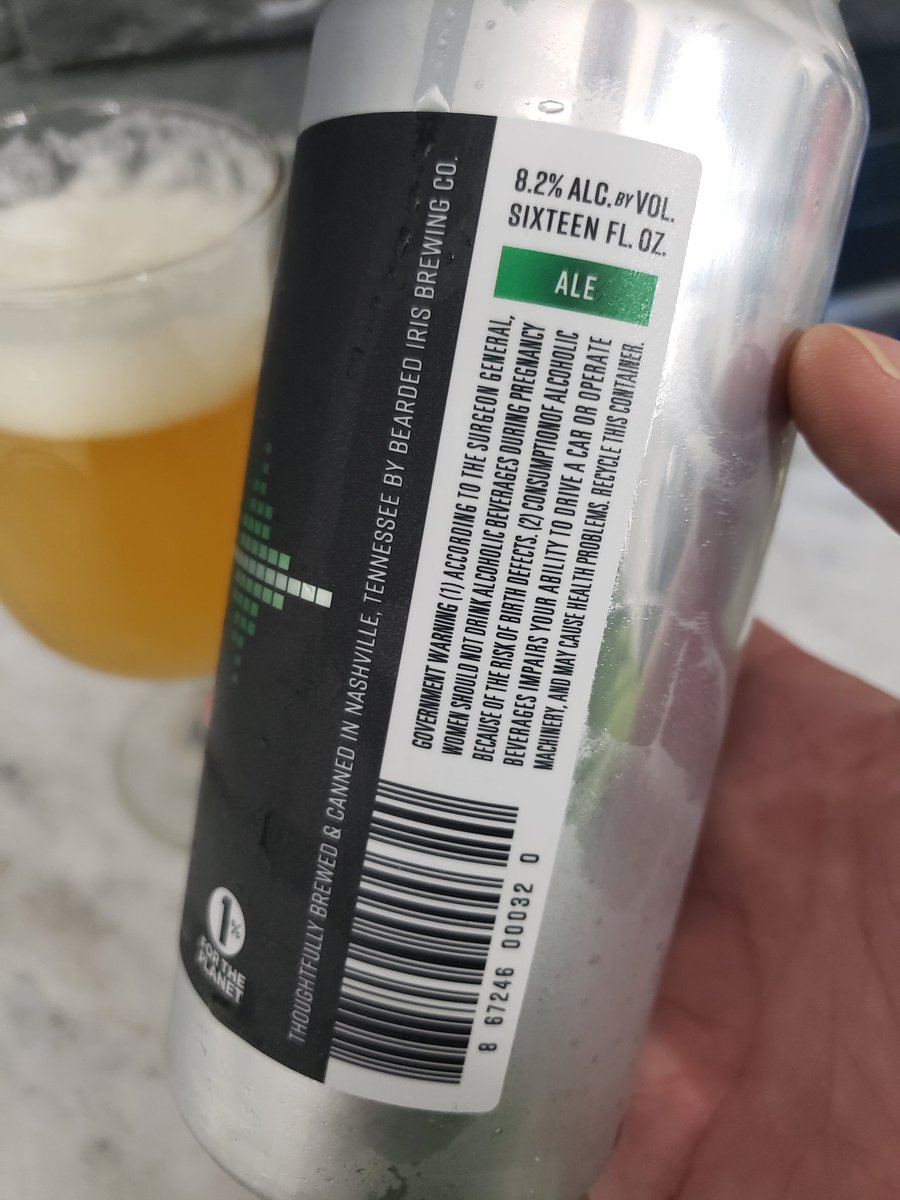 8.2% ALC. BY VOL.
SIXTEEN FL. OZ.
ALE
GOVERNMENT WARNING (1) ACCORDING TO THE SURGEON GENERAL,
WOMEN SHOULD NOT DRINK ALCOHOLIC BEVERAGES DURING PREGNANCY
BECAUSE OF THE RISK OF BIRTH DEFECTS. (2) CONSUMPTION OF ALCOHOLIC
BEVERAGES IMPAIRS YOUR ABILITY TO DRIVE A CAR OR OPERATE
MACHINERY, AND MAY CAUSE HEALTH PROBLEMS. RECYCLE THIS CONTAINER.
THOUGHTFULLY BREWED & CANNED IN NASHVILLE, TENNESSEE BY BEARDED IRIS BREWING CO.
1%
FOR THE
PLANET
8 67246 00032 0